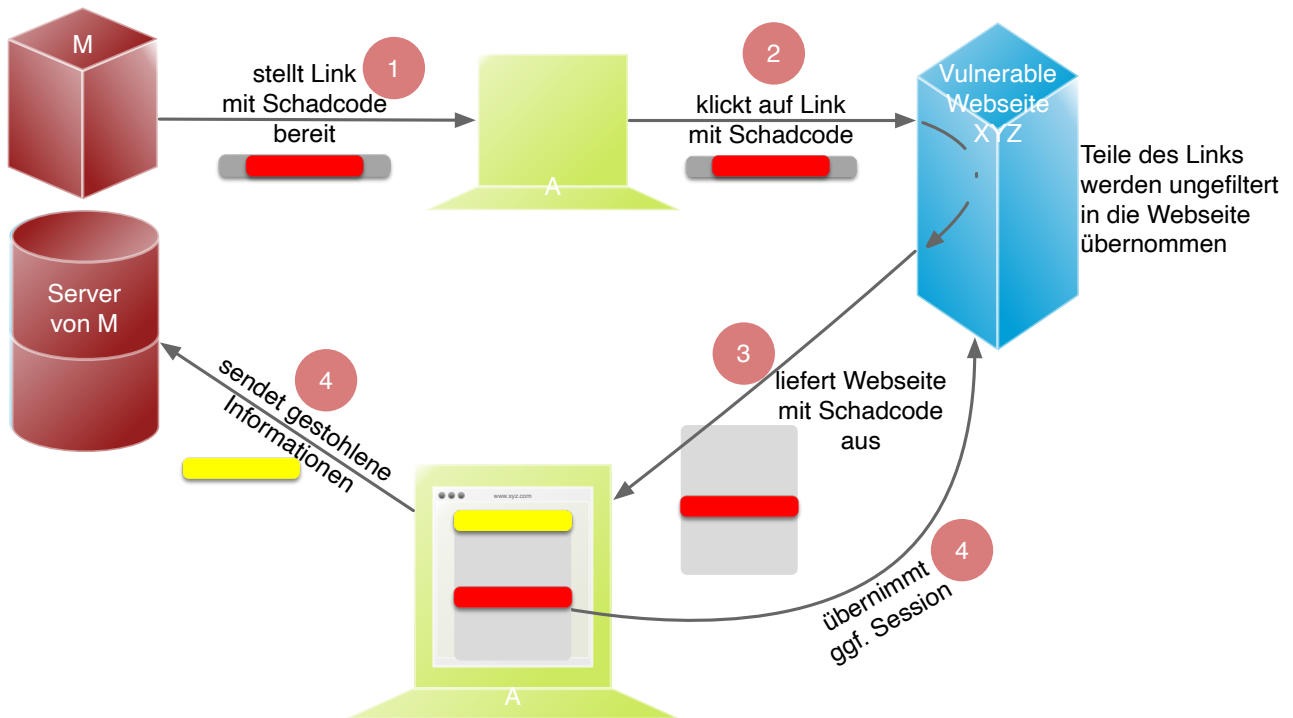 M
1
stellt Link
mit Schadcode
bereit
A
2
klickt auf Link
mit Schadcode
Vulnerable
Webseite
XYZ
Teile des Links
werden ungefiltert
in die Webseite
übernommen
Server
von M
4
sendet gestohlene
Informationen
3
liefert Webseite
mit Schadcode
aus
www.xyz.com
A
4
übernimmt
ggf. Session